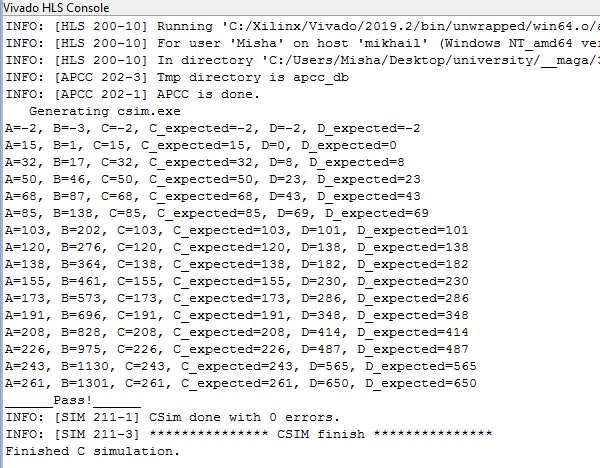 Vivado HLS Console
INFO: [HLS 200-10] Running 'C:/Xilinx/Vivado/2019.2/bin/unwrapped/win64.o/
INFO: [HLS 200-10] For user 'Misha' on host 'mikhail' (Windows NT_amd64 ver
INFO: [HLS 200-10] In directory 'C:/Users/Misha/Desktop/university/__maga/
INFO: [APCC 202-3] Tmp directory is apcc_db
INFO: [APCC 202-1] APCC is done.
Generating csim.exe
A=-2, B=-3, C=-2, C_expected=-2, D=-2, D_expected=-2
A=15, B=1, C=15, C_expected=15, D=0, D_expected=0
A=32, B=17, C=32, C_expected=32, D=8, D_expected=8
A=50, B=46, C=50, C_expected=50, D=23, D_expected=23
A=68, B=87, C=68, C_expected=68, D=43, D_expected=43
A=85, B=138, C=85, C_expected=85, D=69, D_expected=69
A=103, B=202, C=103, C_expected=103, D=101, D_expected=101
A=120, B=276, C=120, C_expected=120, D=138, D_expected=138
A=138, B=364, C=138, C_expected=138, D=182, D_expected=182
A=155, B=461, C=155, C_expected=155, D=230, D_expected=230
A=173, B=573, C=173, C_expected=173, D=286, D_expected=286
A=191, B=696, C=191, C_expected=191, D=348, D_expected=348
A=208, B=828, C=208, C_expected=208, D=414, D_expected=414
A=226, B=975, C=226, C_expected=226, D=487, D_expected=487
A=243, B=1130, C=243, C_expected=243, D=565, D_expected=565
A=261, B=1301, C=261, C_expected=261, D=650, D_expected=650
______Pass!______
INFO: [SIM 211-1] CSim done with 0 errors.
INFO: [SIM 211-3] *************** CSIM finish ***************
Finished C simulation.